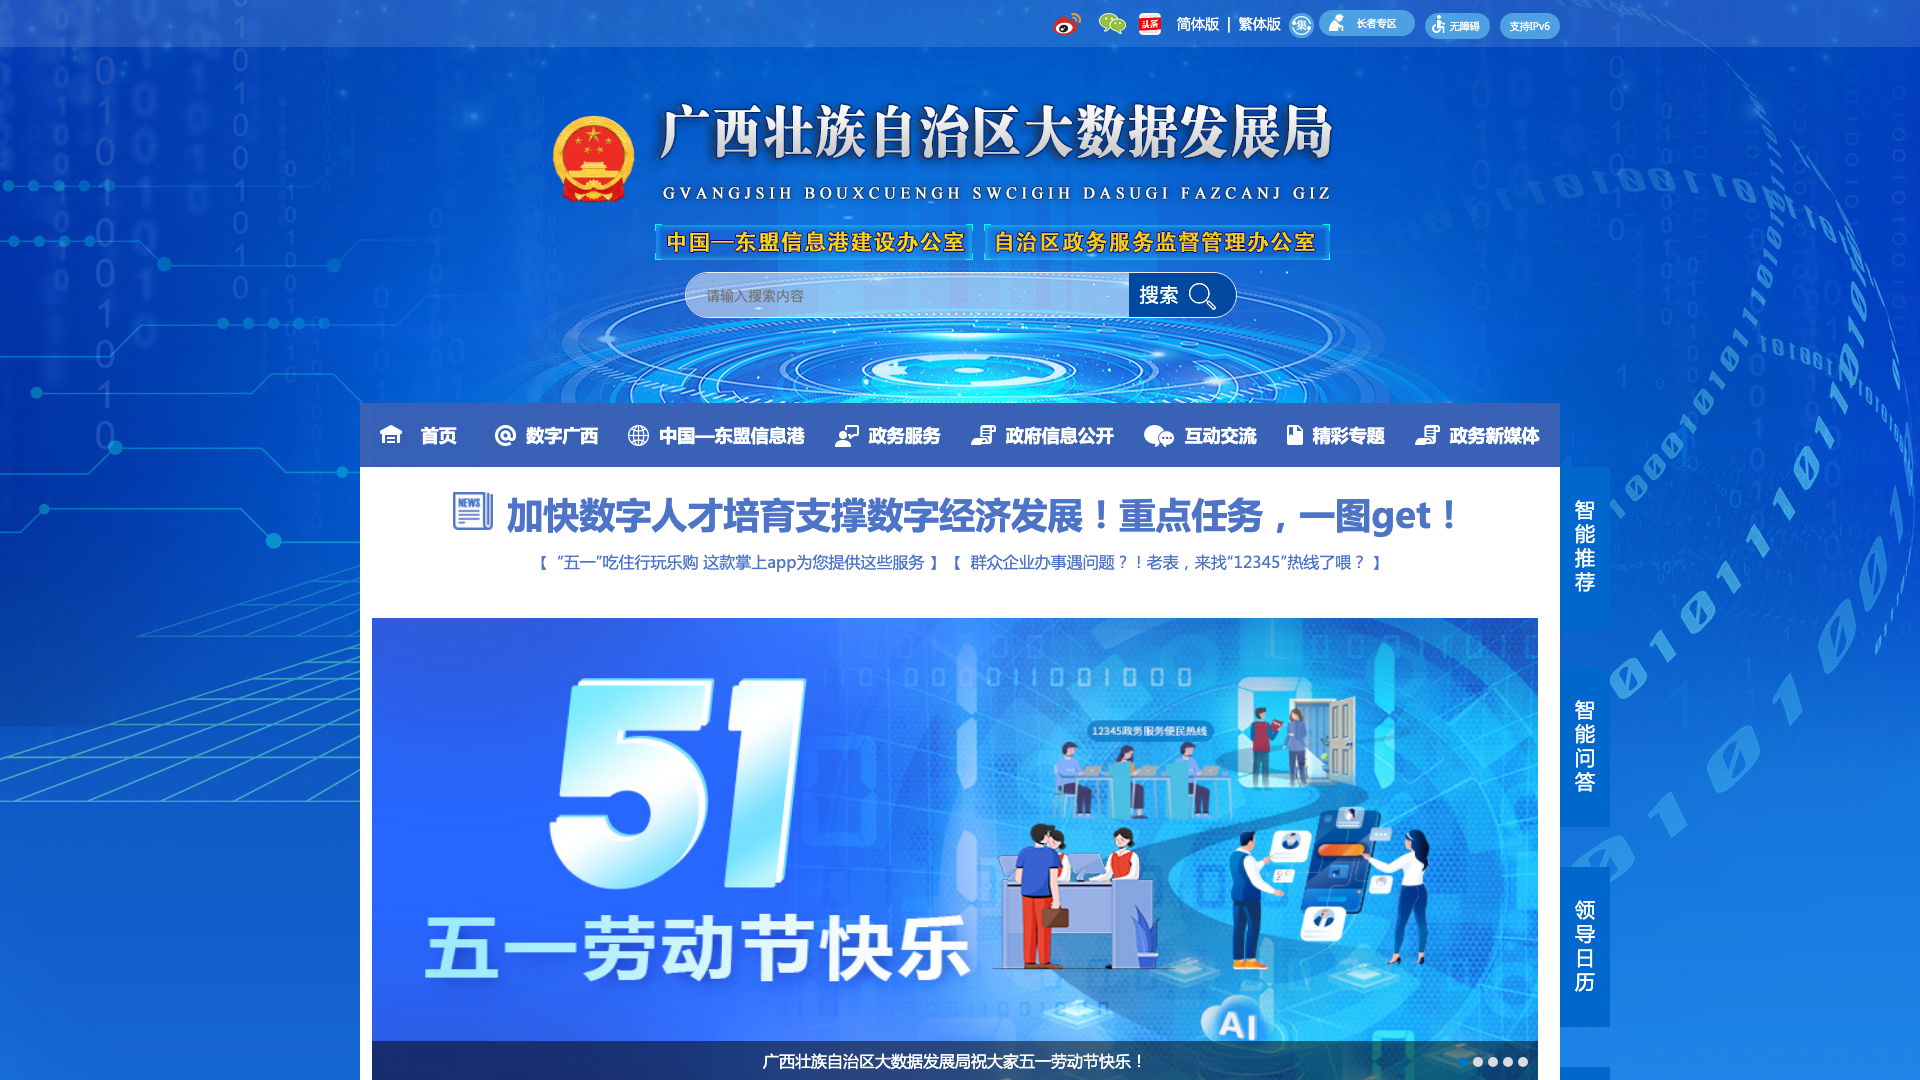 头条 简体版 | 繁体版 集 长者专区 无障碍 支持IPv6
广西壮族自治区大数据发展局
GVANGJSIH BOUXCUENGH SWCIGIH DASUGI FAZCANJ GIZ
中国—东盟信息港建设办公室 自治区政务服务监督管理办公室
请输入搜索内容 搜索
首页 数字广西 中国—东盟信息港 政务服务 政府信息公开 互动交流 精彩专题 政务新媒体
NEWS 加快数字人才培育支撑数字经济发展！重点任务，一图get！
【 “五一”吃住行玩乐购 这款掌上app为您提供这些服务 】 【 群众企业办事遇问题？！老表，来找“12345”热线了喂？ 】
智能推荐
智能问答
领导日历
51
12345政务服务便民热线
五一劳动节快乐
AI
广西壮族自治区大数据发展局祝大家五一劳动节快乐！